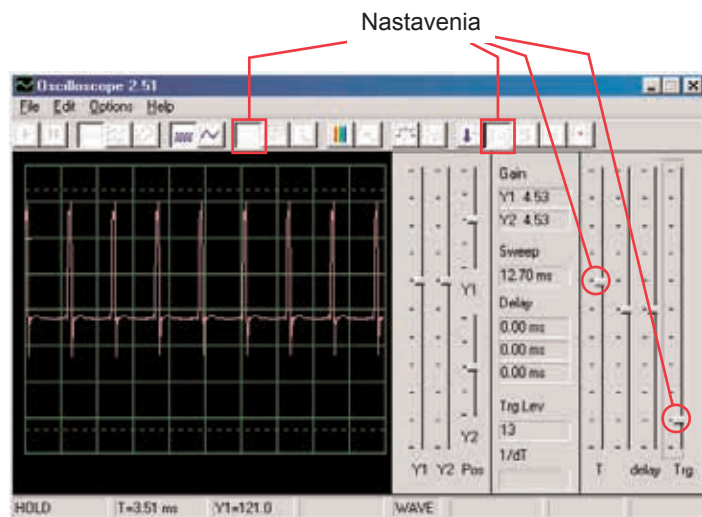 Nastavenia
Oscilloscope 2.51
File Edit Options Help
Gain
Y1 4.53
Y2 4.53
Sweep
12.70 ms
Delay
0.00 ms
0.00 ms
0.00 ms
Trg Lev
13
1/dT
Y1
Y2
Y1 Y2 Pos
T delay Trg
HOLD T=3.51 ms Y1=121.0 WAVE